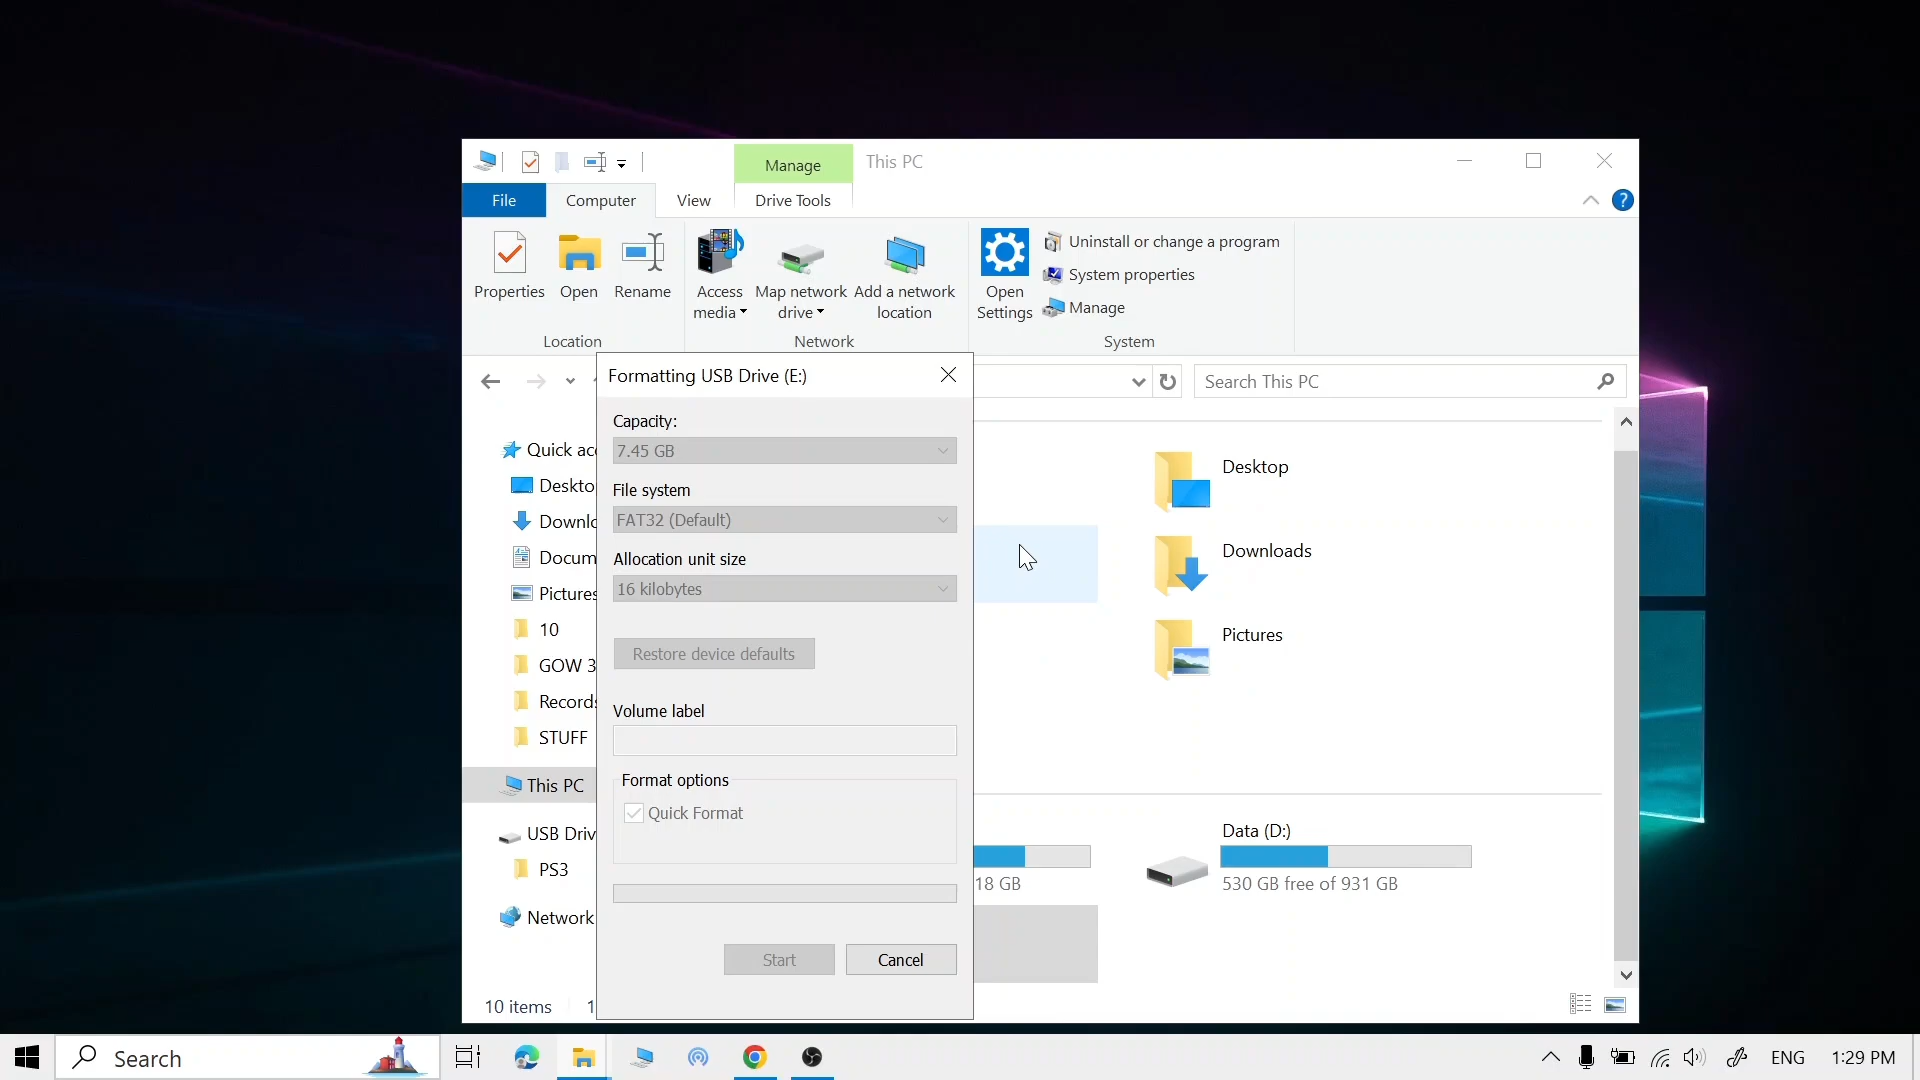 Manage
This PC
File
Computer
View
Drive Tools
Properties
Open
Rename
Location
Access media
Map network drive
Add a network location
Network
Open Settings
Uninstall or change a program
System properties
Manage
System
Formatting USB Drive (E:)
Search This PC
Capacity:
7.45 GB
File system
FAT32 (Default)
Allocation unit size
16 kilobytes
Restore device defaults
Volume label
Format options
Quick Format
Start
Cancel
Quick acc
Deskto
Downlo
Docum
Pictures
10
GOW 3
Records
STUFF
This PC
USB Driv
PS3
Network
Desktop
Downloads
Pictures
18 GB
Data (D:)
530 GB free of 931 GB
10 items
1
Search
ENG
1:29 PM